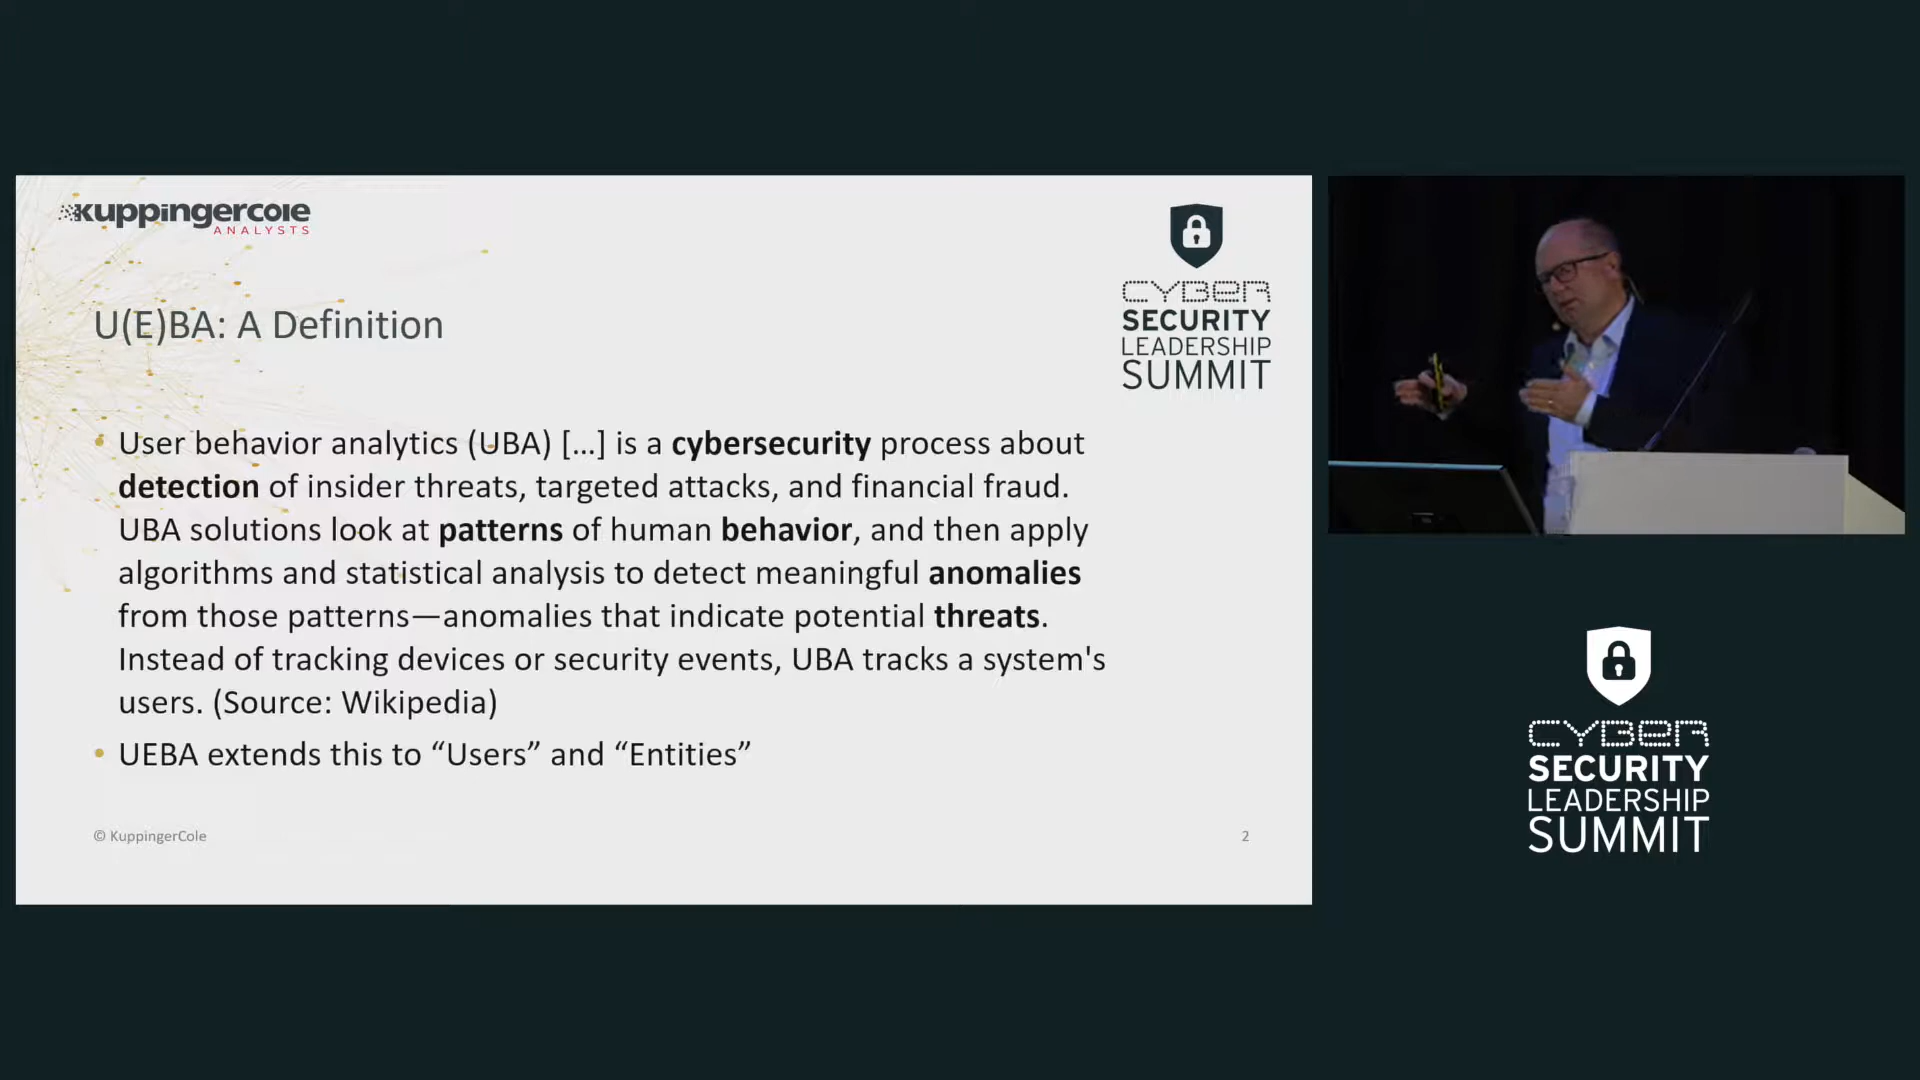 kuppingercole
ANALYSTS
CYBER
SECURITY
LEADERSHIP
SUMMIT
U(E)BA: A Definition
• User behavior analytics (UBA) […] is a cybersecurity process about
detection of insider threats, targeted attacks, and financial fraud.
UBA solutions look at patterns of human behavior, and then apply
algorithms and statistical analysis to detect meaningful anomalies
from those patterns—anomalies that indicate potential threats.
Instead of tracking devices or security events, UBA tracks a system's
users. (Source: Wikipedia)
• UEBA extends this to “Users” and “Entities”
© KuppingerCole
2
CYBER
SECURITY
LEADERSHIP
SUMMIT